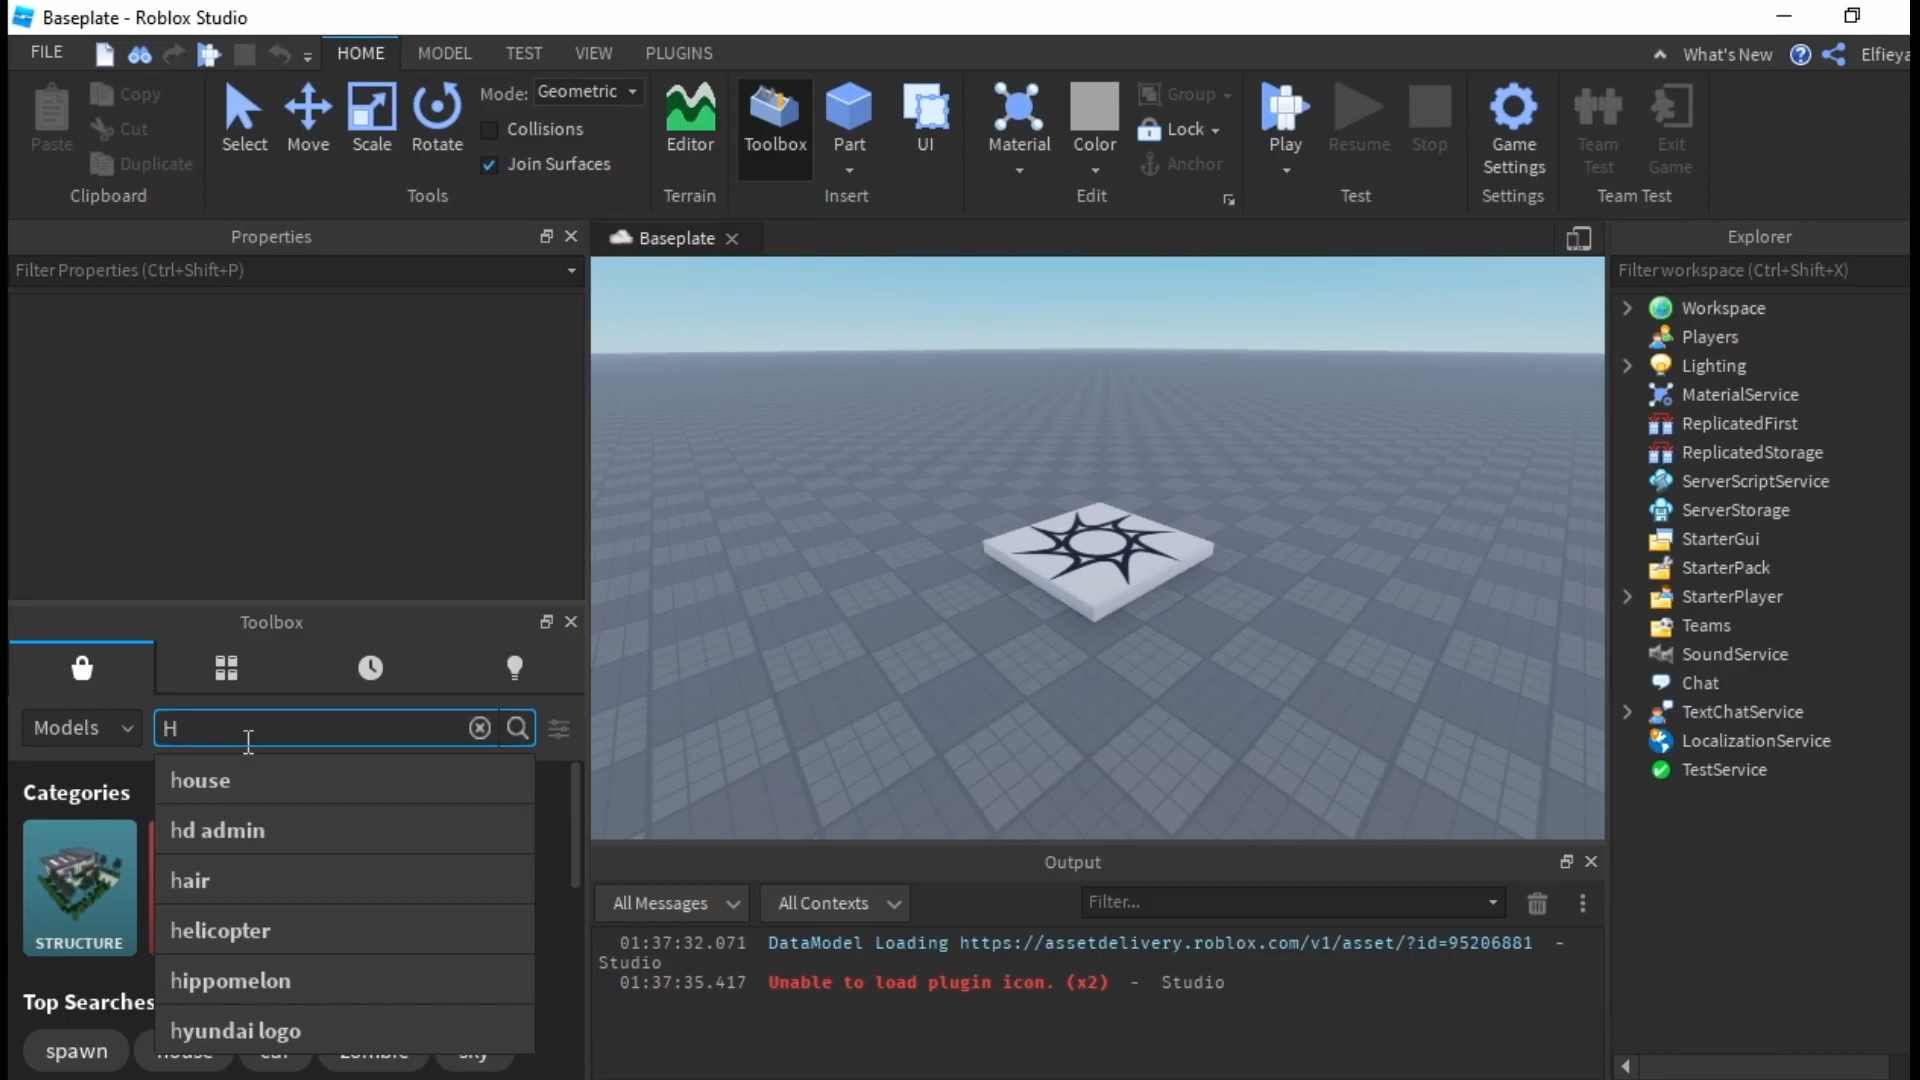 Baseplate - Roblox Studio
FILE
HOME
MODEL
TEST
VIEW
PLUGINS
What's New
Paste
Copy
Cut
Duplicate
Clipboard
Select
Move
Scale
Rotate
Mode: Geometric
Collisions
Join Surfaces
Tools
Editor
Terrain
Toolbox
Part
UI
Insert
Material
Color
Group
Lock
Anchor
Edit
Play
Resume
Stop
Test
Game
Settings
Settings
Team
Test
Exit
Game
Team Test
Properties
Filter Properties (Ctrl+Shift+P)
Toolbox
Models
H
house
hd admin
hair
helicopter
hippomelon
hyundai logo
Categories
STRUCTURE
Top Searches
spawn
Baseplate
Output
All Messages
All Contexts
Filter...
01:37:32.071 DataModel Loading https://assetdelivery.roblox.com/v1/asset/?id=95206881 -
Studio
01:37:35.417 Unable to load plugin icon. (x2) - Studio
Explorer
Filter workspace (Ctrl+Shift+X)
Workspace
Players
Lighting
MaterialService
ReplicatedFirst
ReplicatedStorage
ServerScriptService
ServerStorage
StarterGui
StarterPack
StarterPlayer
Teams
SoundService
Chat
TextChatService
LocalizationService
TestService